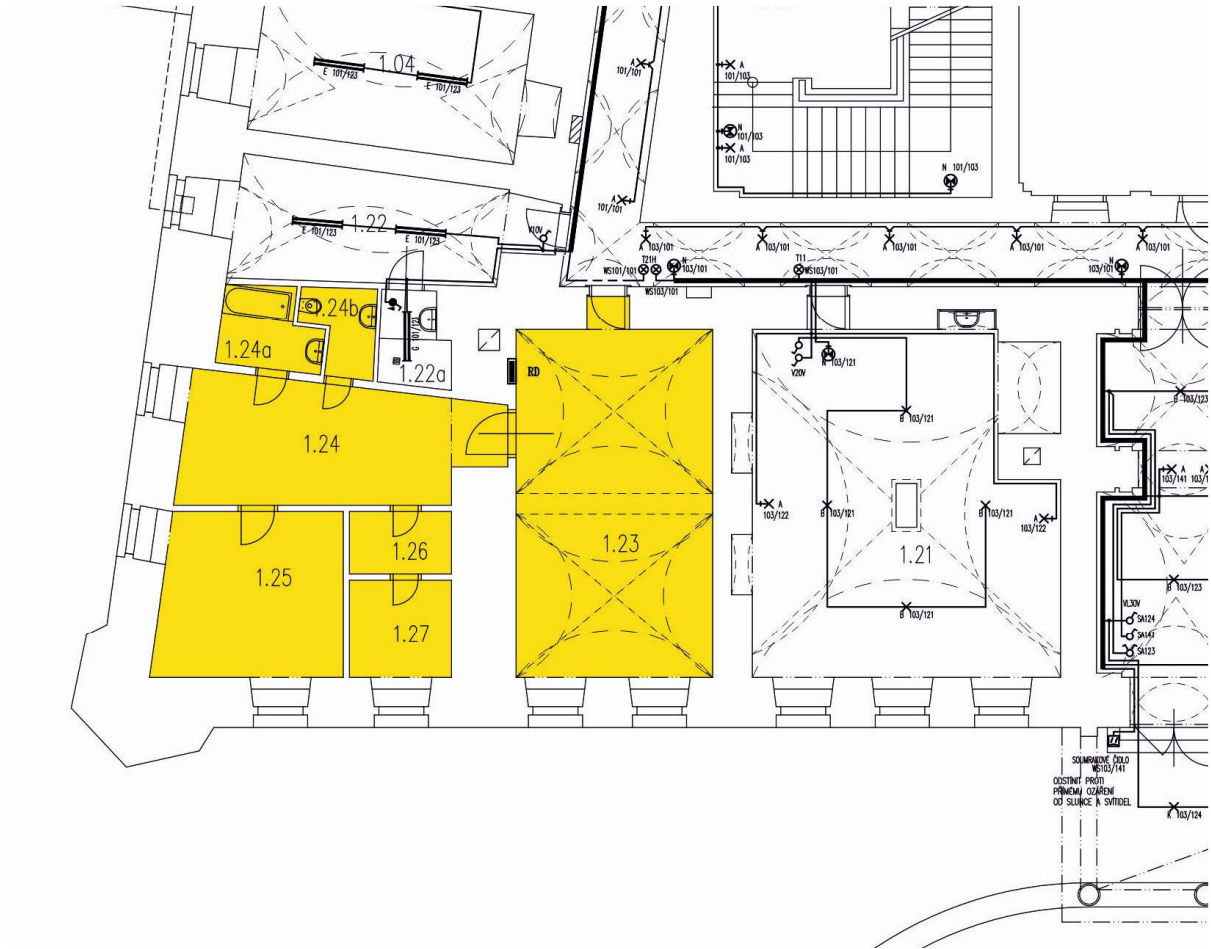 1.04
E 101/123
E 101/123
A
101/101
A
101/103
N
101/103
A
101/103
N 101/103
A
101/101
1.22
E 101/123
E 101/123
V10V
A 103/101
A 103/101
A 103/101
A 103/101
A 103/101
T21H
WS101/101
WS103/101
N
103/101
T11
WS103/101
N
103/101
1.24b
1.24a
G 101/123
1.22a
RD
V20V
N 103/121
B 103/121
B 103/123
1.24
A
103/122
B 103/121
B 103/121
A
103/122
A
103/141
A
1.23
1.21
1.26
1.25
1.27
B 103/121
B 103/123
VL30V
SA124
SA141
SA123
SOUMRAKOVÉ ČIDLO
WS103/141
ODSTÍNIT PROTI
PŘÍMÉMU OZÁŘENÍ
OD SLUNCE A SVÍTIDEL
K 103/124